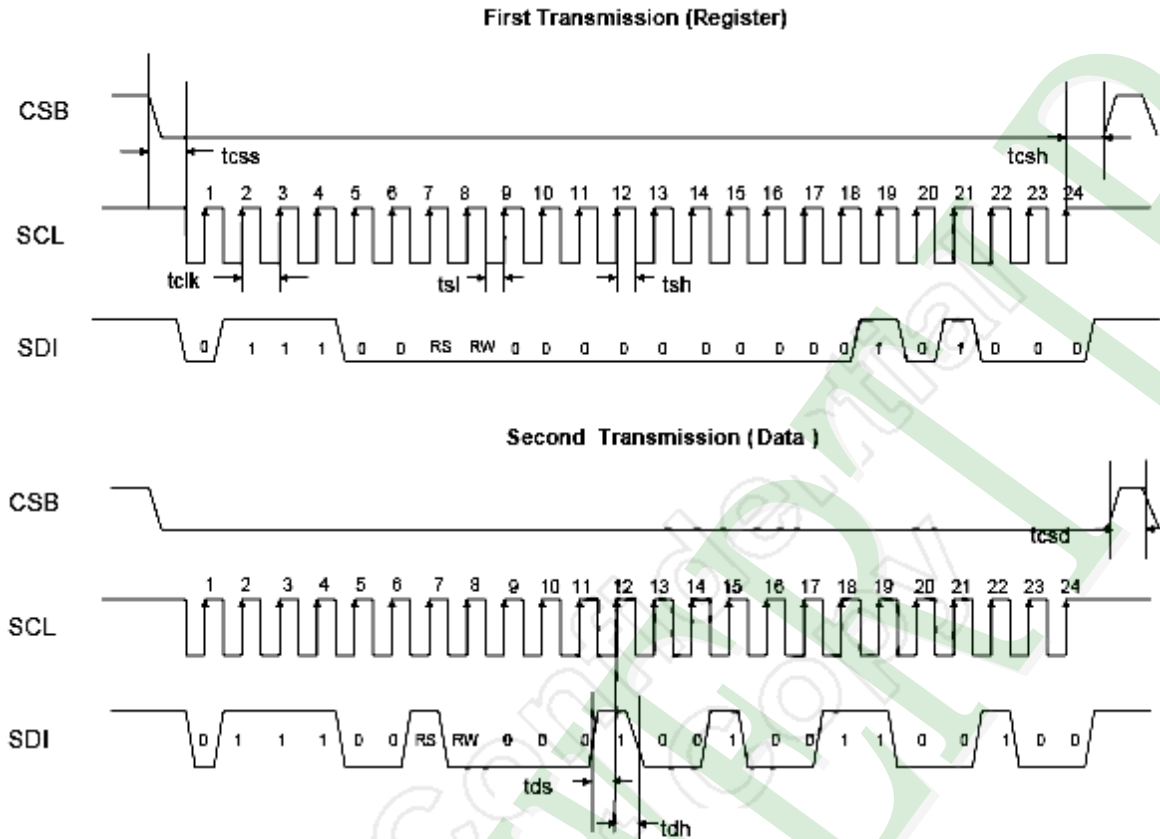 First Transmission (Register)
CSB
tcss
tcsh
1 2 3 4 5 6 7 8 9 10 11 12 13 14 15 16 17 18 19 20 21 22 23 24
SCL
tclk
tsl
tsh
SDI
0 1 1 1 0 0 RS RW 0 0 0 0 0 0 0 0 0 0 1 0 1 0 0 0
Second Transmission (Data )
CSB
tcsd
1 2 3 4 5 6 7 8 9 10 11 12 13 14 15 16 17 18 19 20 21 22 23 24
SCL
SDI
0 1 1 1 0 0 RS RW 0 0 0 1 0 0 1 0 0 1 1 0 0 1 0 0
tds
tdh
Confidential
Copy